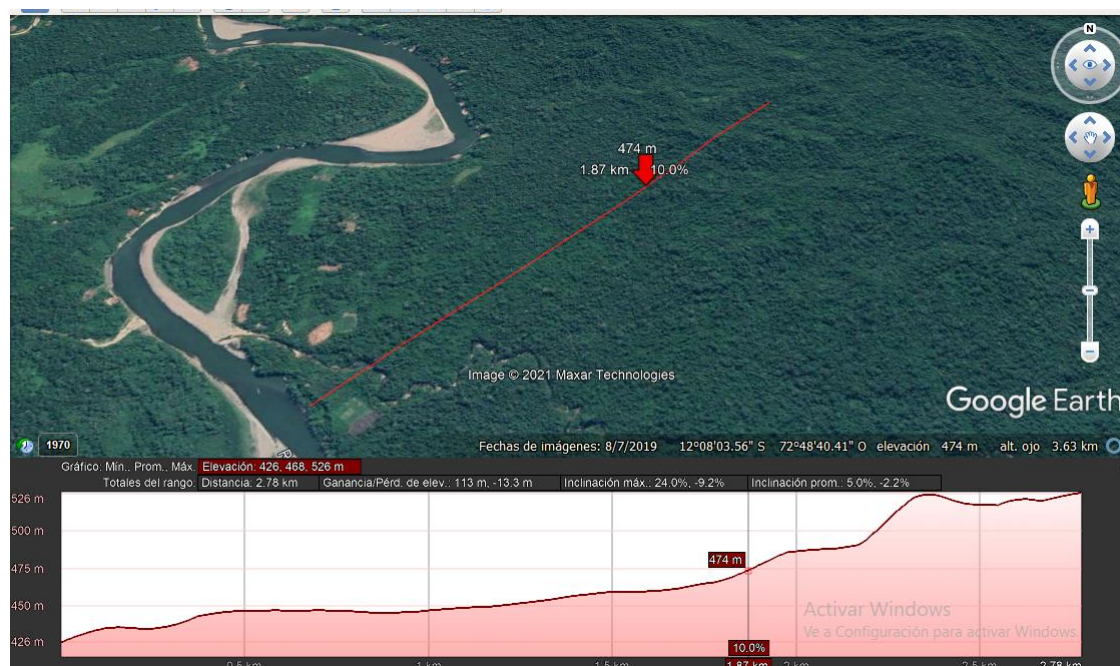 N
474 m
1.87 km 10.0%
Image © 2021 Maxar Technologies
Google Earth
1970
Fechas de imágenes: 8/7/2019 12°08'03.56" S 72°48'40.41" O elevación 474 m alt. ojo 3.63 km
Gráfico: Mín., Prom., Máx. Elevación: 426, 468, 526 m
Totales del rango: Distancia: 2.78 km Ganancia/Pérd. de elev.: 113 m, -13.3 m Inclinación máx.: 24.0%, -9.2% Inclinación prom.: 5.0%, -2.2%
526 m
500 m
475 m
450 m
426 m
474 m
10.0%
Activar Windows
Ve a Configuración para activar Windows.
0.5 km 1 km 1.5 km 1.87 km 2 km 2.5 km 2.78 km